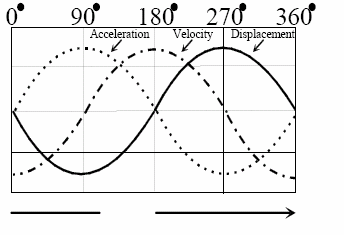 0° 90° 180° 270° 360°
Acceleration Velocity Displacement